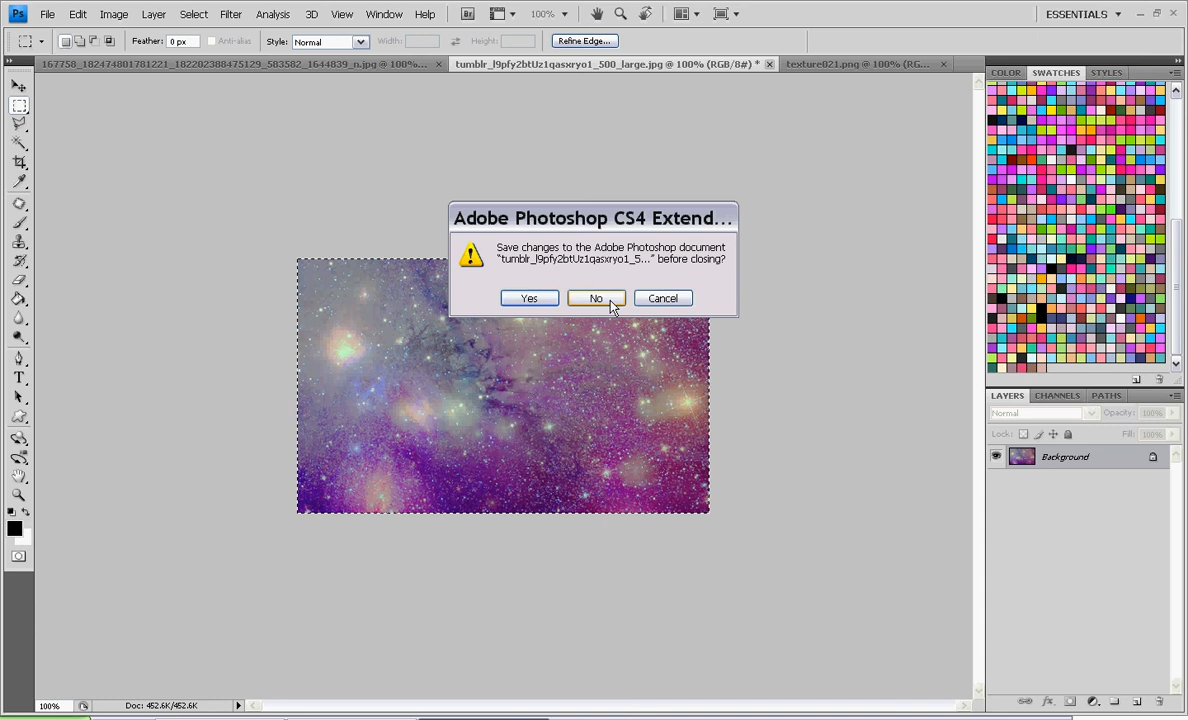 Ps File Edit Image Layer Select Filter Analysis 3D View Window Help Br 100% ESSENTIALS
Feather: 0 px Anti-alias Style: Normal Width: Height: Refine Edge...
167758_182474801781221_182202388475129_583582_1644839_n.jpg @ 100%... tumblr_l9pfy2btUz1qasxryo1_500_large.jpg @ 100% (RGB/8#) * texture021.png @ 100% (RG...
COLOR SWATCHES STYLES
Adobe Photoshop CS4 Extend...
Save changes to the Adobe Photoshop document
"tumblr_l9pfy2btUz1qasxryo1_5..." before closing?
Yes No Cancel
LAYERS CHANNELS PATHS
Normal Opacity: 100%
Lock: Fill: 100%
Background
100% Doc: 452.6K/452.6K